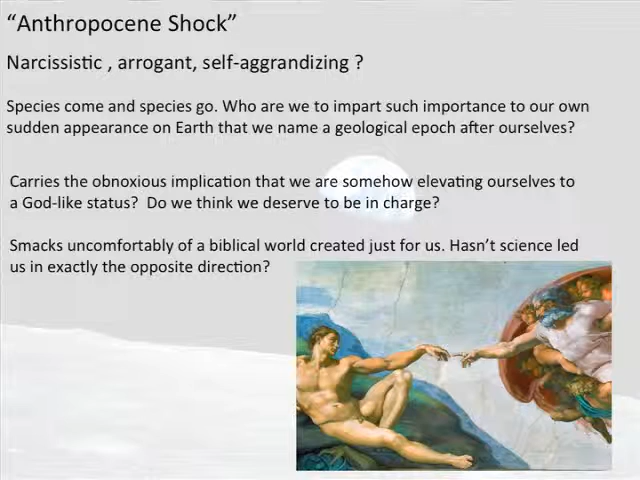 “Anthropocene Shock”
Narcissistic , arrogant, self-aggrandizing ?
Species come and species go. Who are we to impart such importance to our own
sudden appearance on Earth that we name a geological epoch after ourselves?
Carries the obnoxious implication that we are somehow elevating ourselves to
a God-like status?  Do we think we deserve to be in charge?
Smacks uncomfortably of a biblical world created just for us. Hasn’t science led
us in exactly the opposite direction?